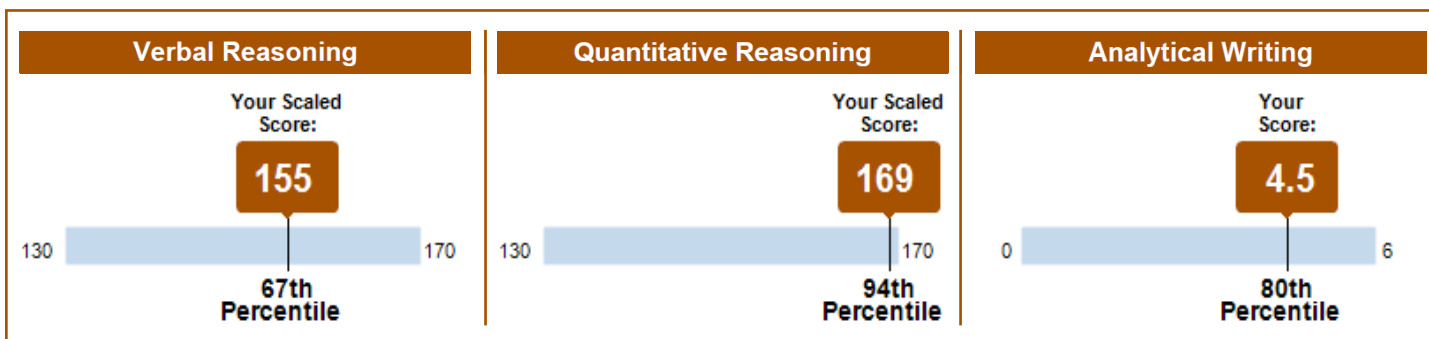 Verbal Reasoning
Your Scaled
Score:
155
130
170
67th
Percentile
Quantitative Reasoning
Your Scaled
Score:
169
130
170
94th
Percentile
Analytical Writing
Your
Score:
4.5
0
6
80th
Percentile